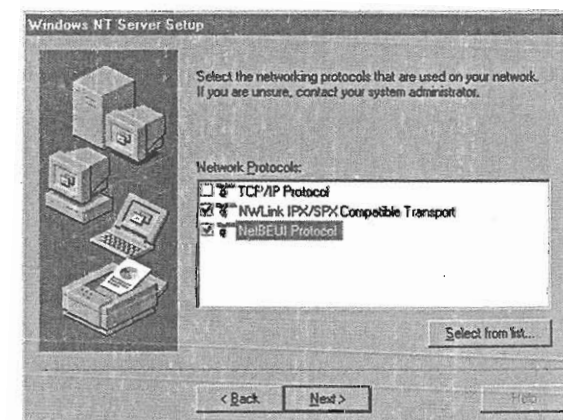 Windows NT Server Setup
Select the networking protocols that are used on your network.
If you are unsure, contact your system administrator.
Network Protocols:
TCP/IP Protocol
NWLink IPX/SPX Compatible Transport
NetBEUI Protocol
Select from list...
< Back
Next >
Help